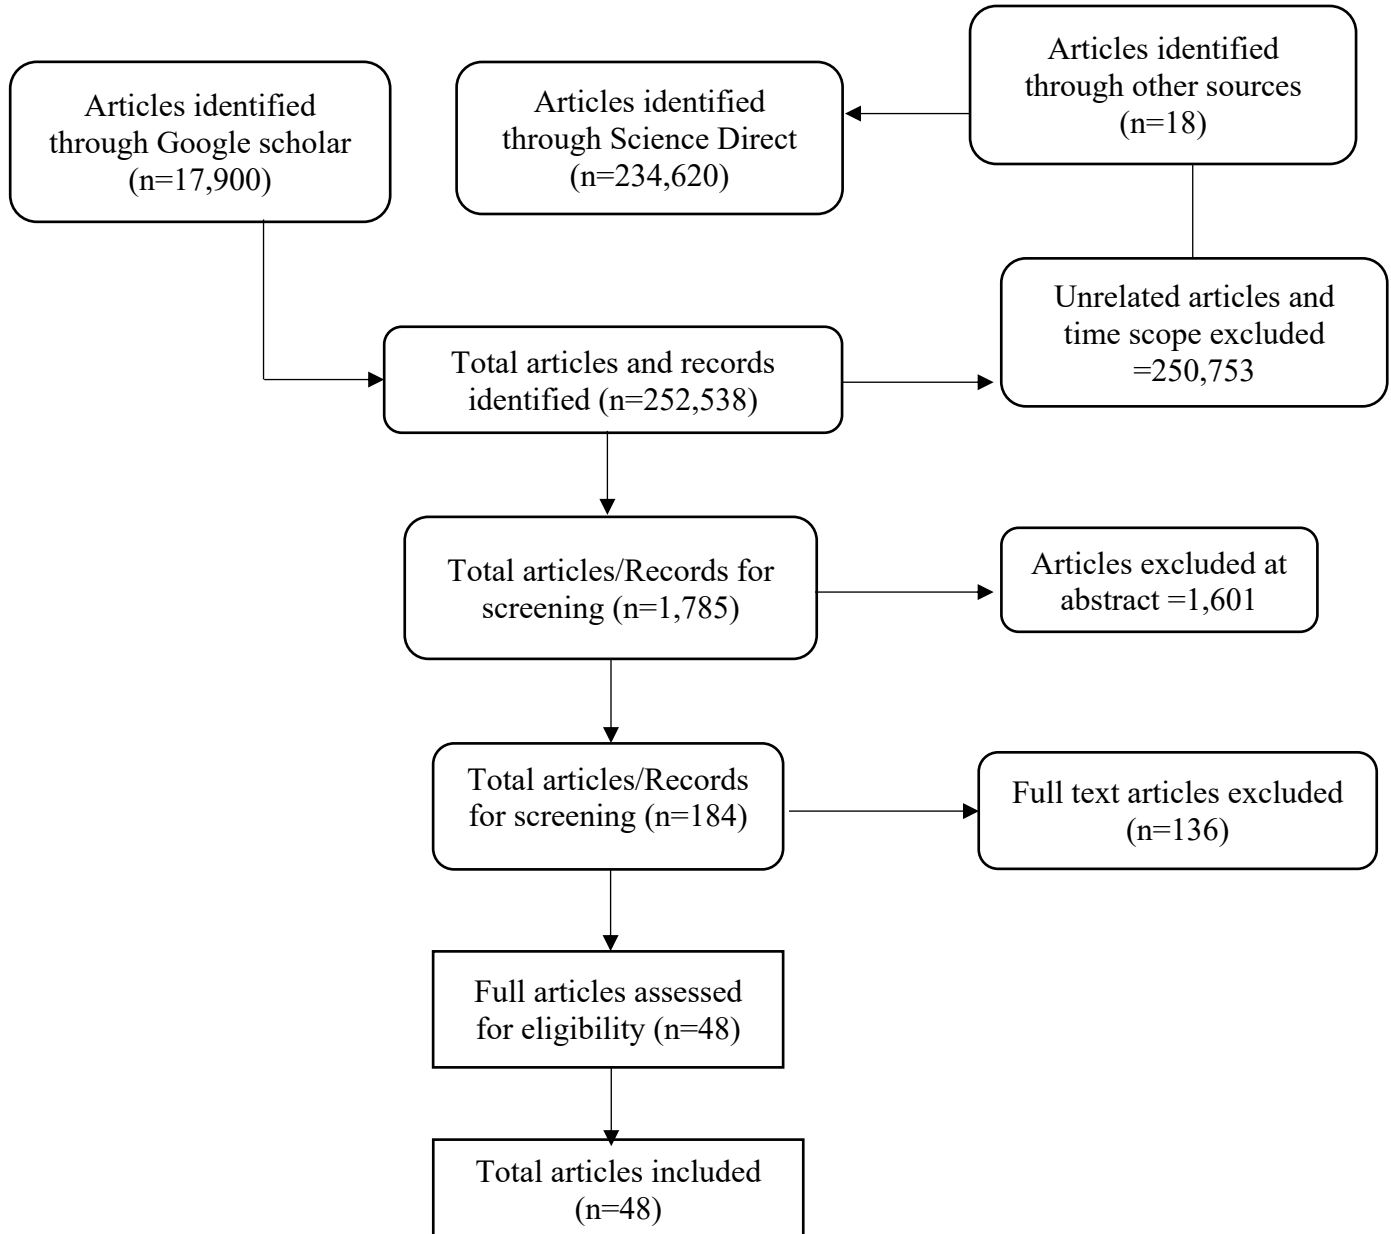 Articles identified
through Google scholar
(n=17,900)
Articles identified
through Science Direct
(n=234,620)
Articles identified
through other sources
(n=18)
Total articles and records
identified (n=252,538)
Unrelated articles and
time scope excluded
=250,753
Total articles/Records for
screening (n=1,785)
Articles excluded at
abstract =1,601
Total articles/Records
for screening (n=184)
Full text articles excluded
(n=136)
Full articles assessed
for eligibility (n=48)
Total articles included
(n=48)